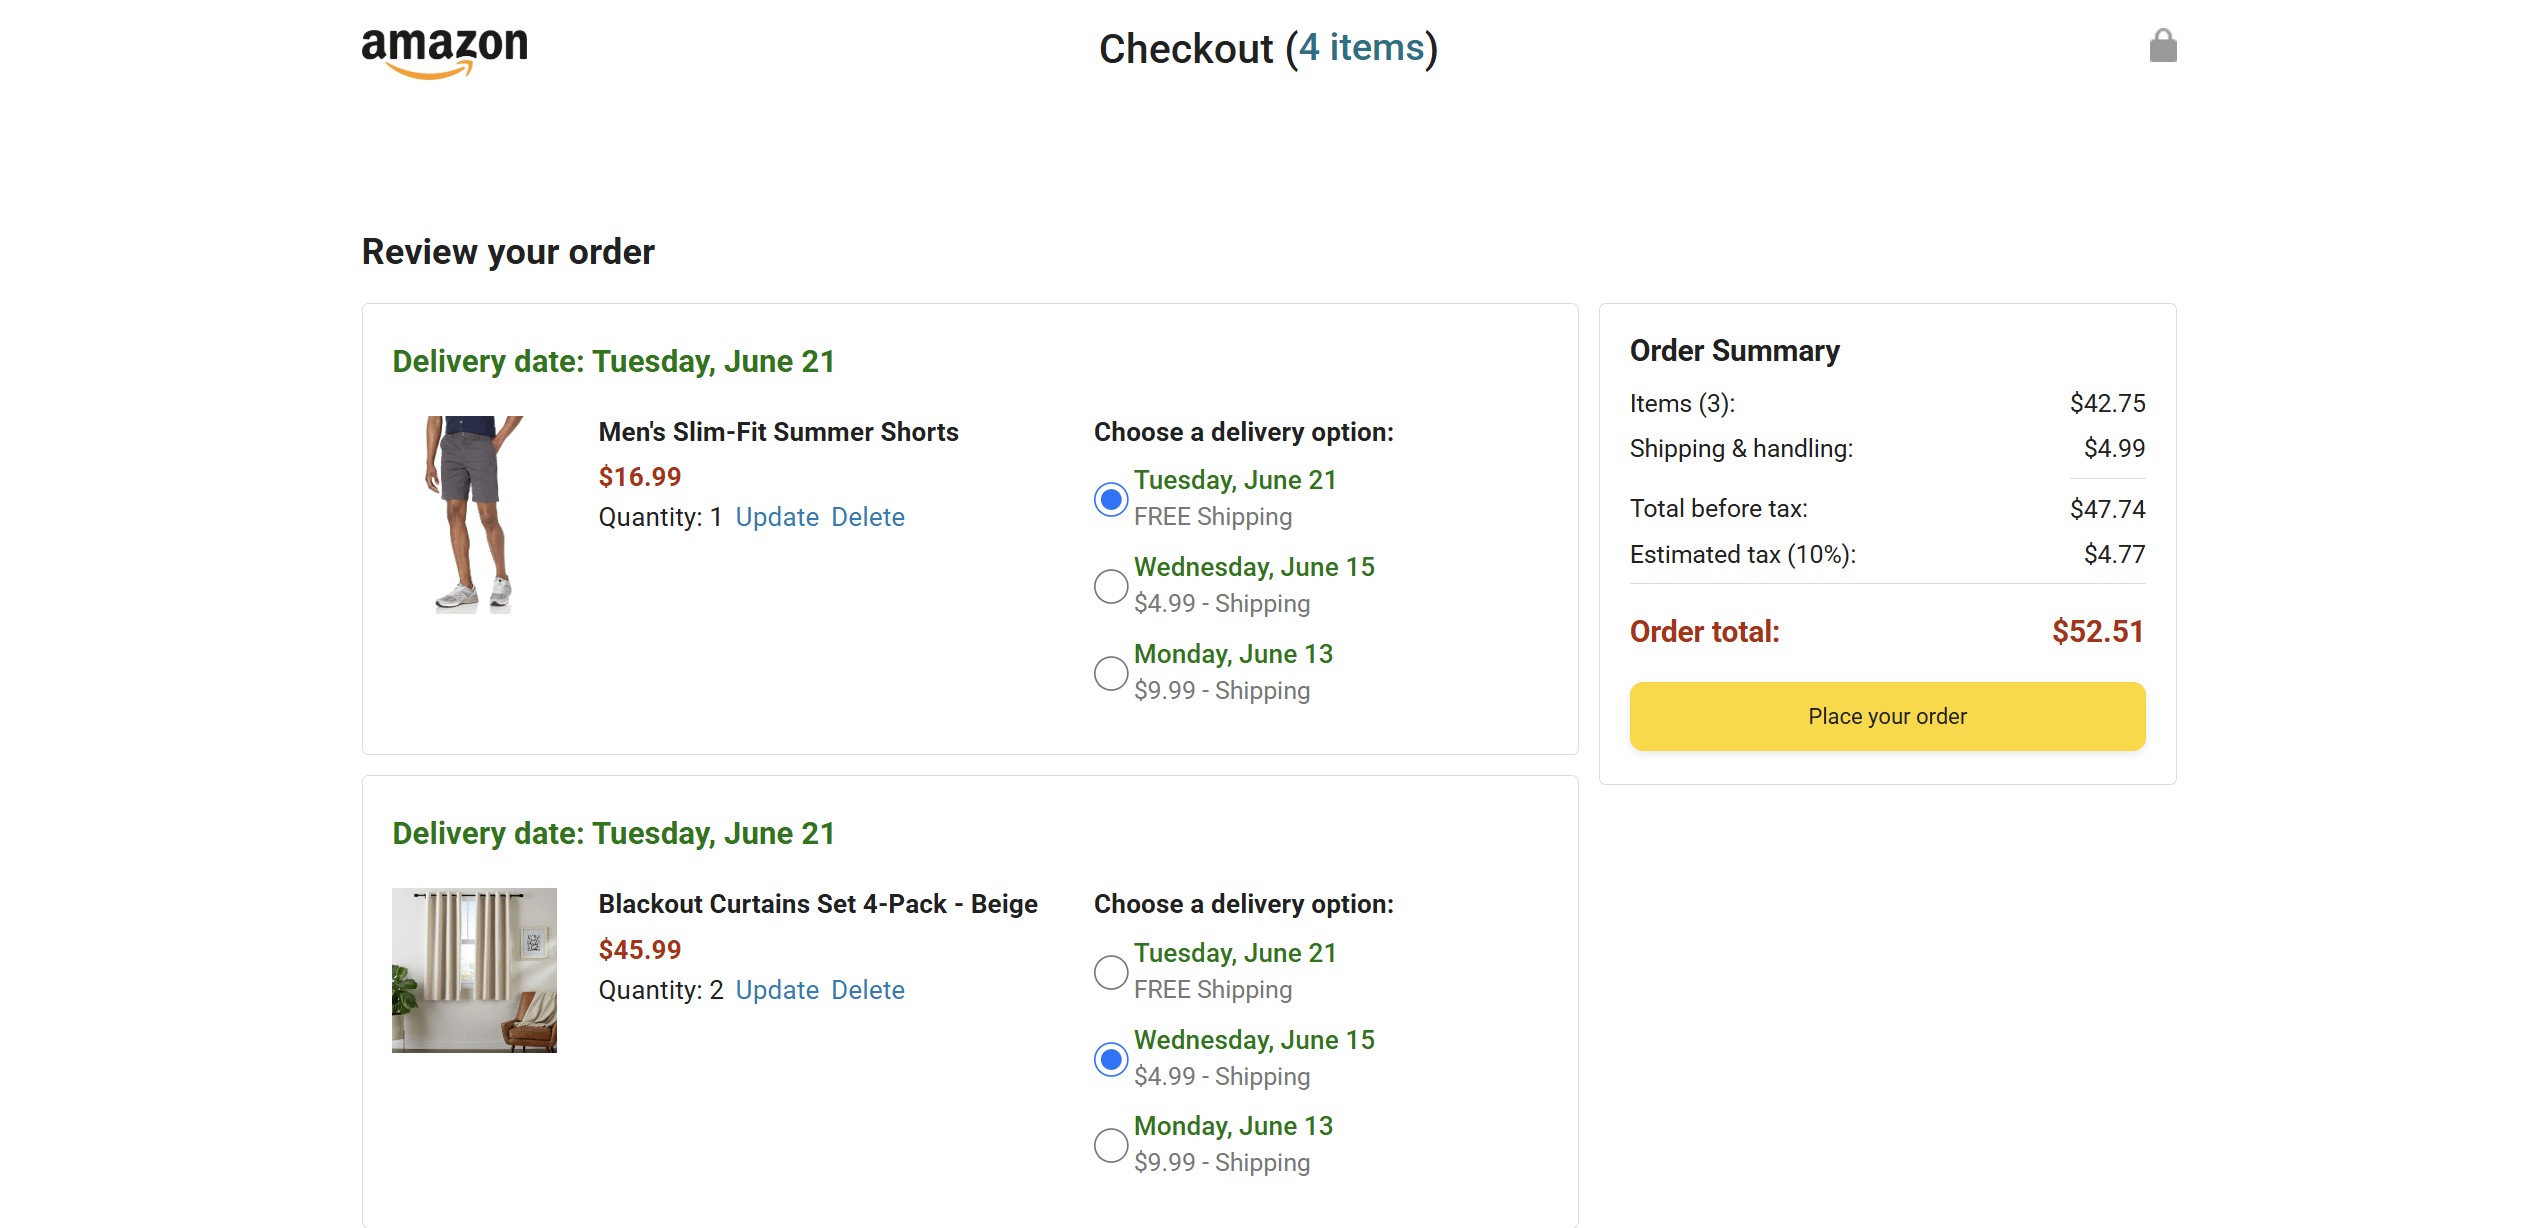 amazon
Checkout (4 items)
Review your order
Delivery date: Tuesday, June 21
Men's Slim-Fit Summer Shorts
$16.99
Quantity: 1 Update Delete
Choose a delivery option:
Tuesday, June 21
FREE Shipping
Wednesday, June 15
$4.99 - Shipping
Monday, June 13
$9.99 - Shipping
Order Summary
Items (3): $42.75
Shipping & handling: $4.99
Total before tax: $47.74
Estimated tax (10%): $4.77
Order total: $52.51
Place your order
Delivery date: Tuesday, June 21
Blackout Curtains Set 4-Pack - Beige
$45.99
Quantity: 2 Update Delete
Choose a delivery option:
Tuesday, June 21
FREE Shipping
Wednesday, June 15
$4.99 - Shipping
Monday, June 13
$9.99 - Shipping